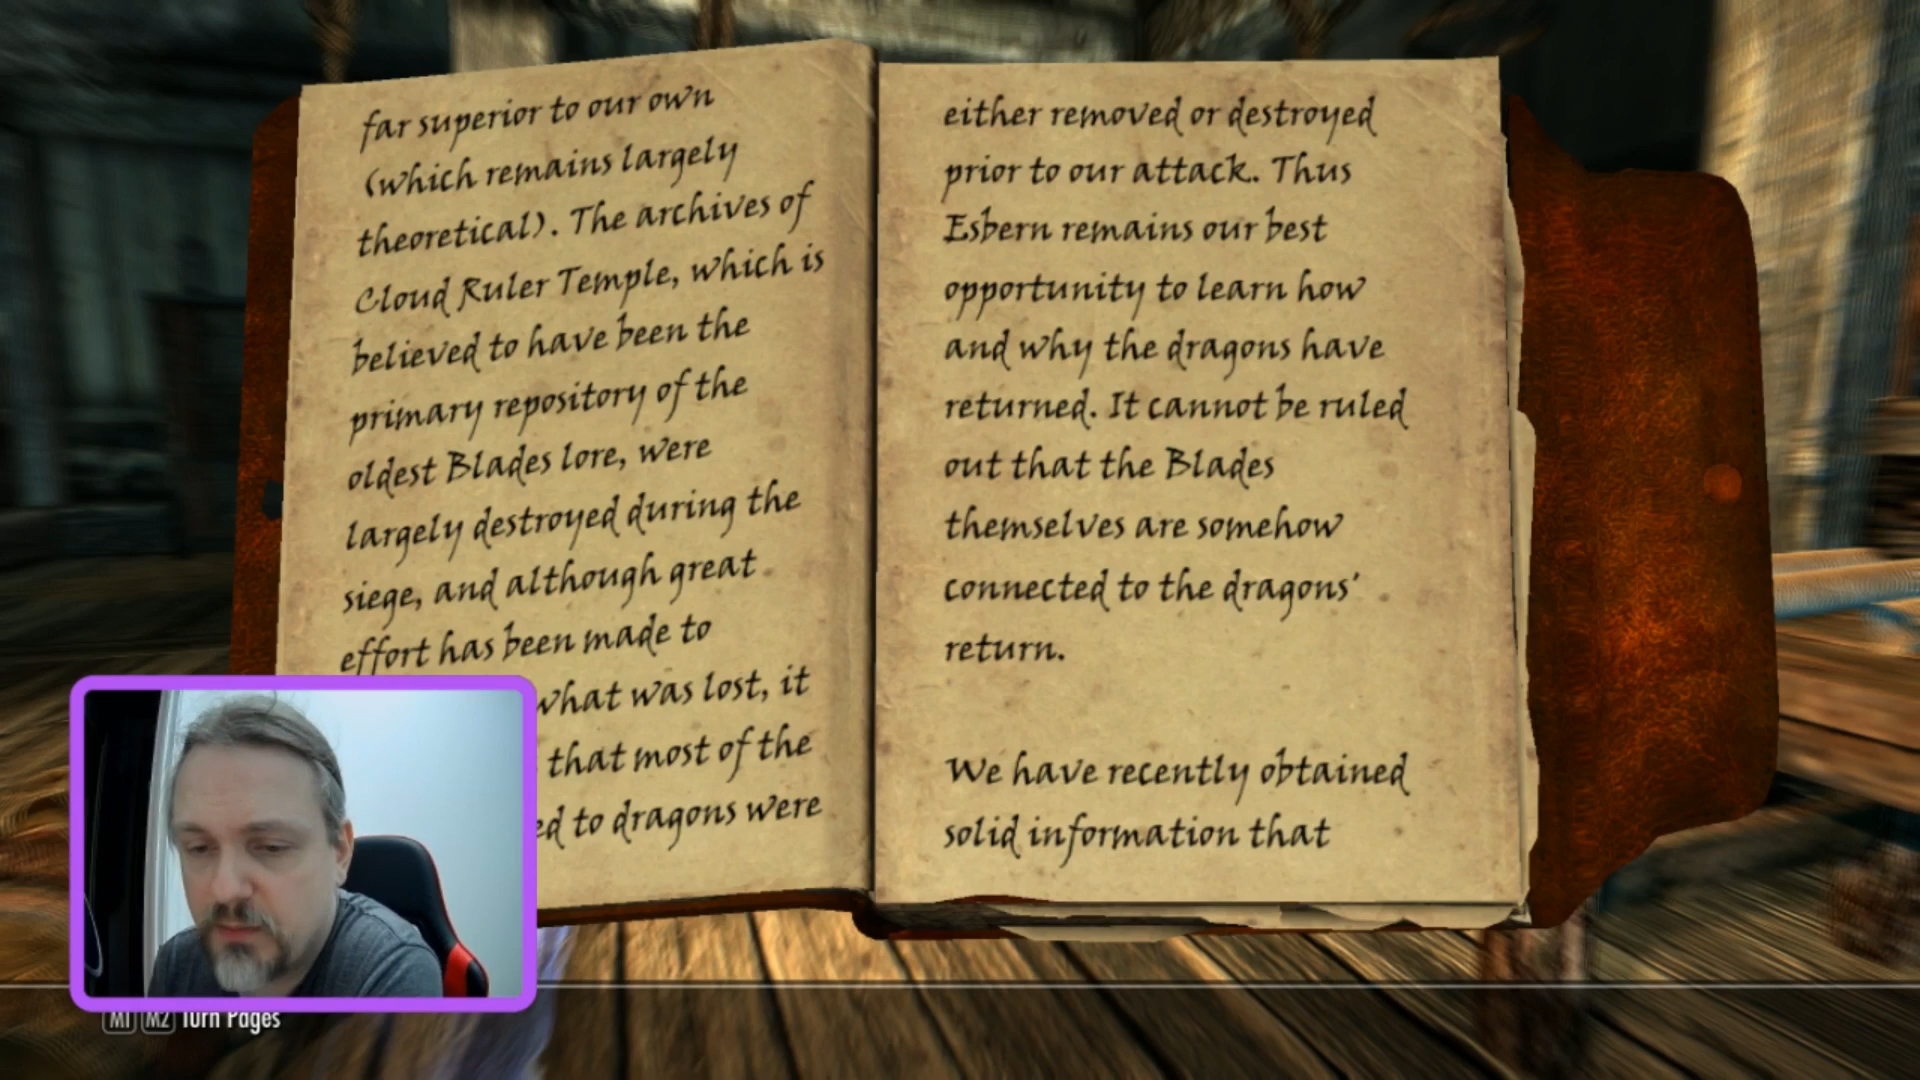 far superior to our own
(which remains largely
theoretical). The archives of
Cloud Ruler Temple, which is
believed to have been the
primary repository of the
oldest Blades lore, were
largely destroyed during the
siege, and although great
effort has been made to
what was lost, it
that most of the
to dragons were
either removed or destroyed
prior to our attack. Thus
Esbern remains our best
opportunity to learn how
and why the dragons have
returned. It cannot be ruled
out that the Blades
themselves are somehow
connected to the dragons'
return.
We have recently obtained
solid information that
M1 M2 Turn Pages